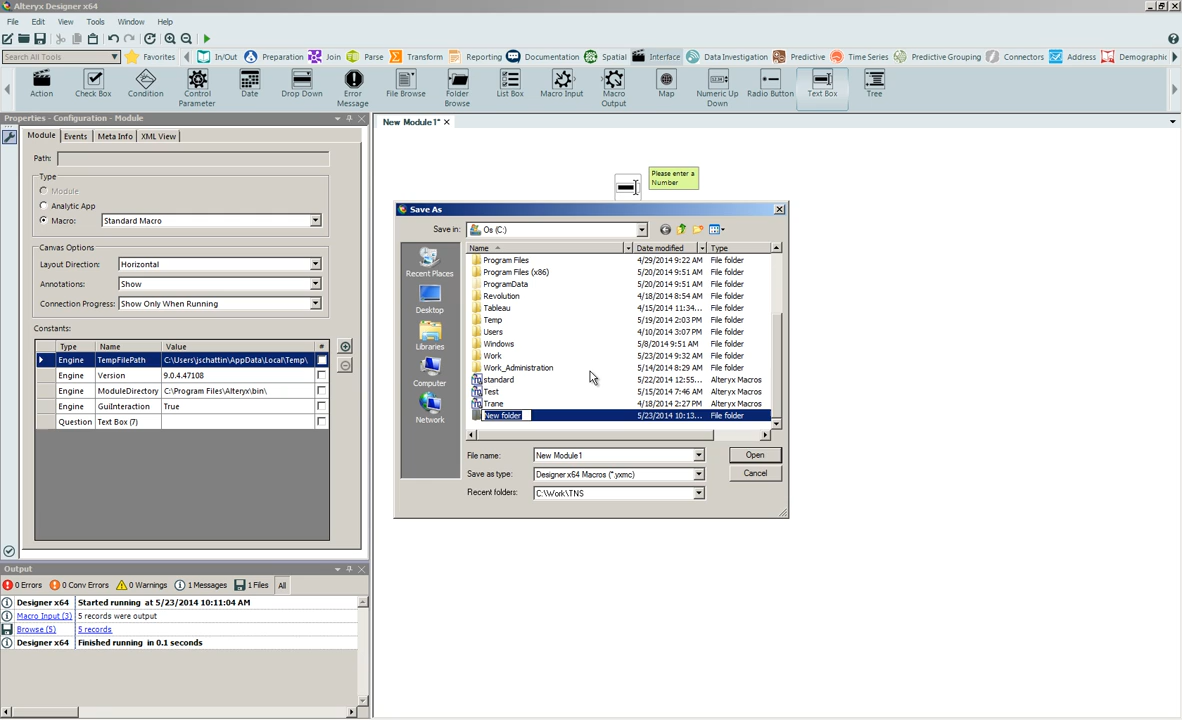 Alteryx Designer x64
File Edit View Tools Window Help
Search All Tools Favorites In/Out Preparation Join Parse Transform Reporting Documentation Spatial Interface Data Investigation Predictive Time Series Predictive Grouping Connectors Address Demographic
Action Check Box Condition Control Parameter Date Drop Down Error Message File Browse Folder Browse List Box Macro Input Macro Output Map Numeric Up Down Radio Button Text Box Tree
Properties - Configuration - Module
New Module1*
Module Events Meta Info XML View
Path:
Type
Module
Analytic App
Macro: Standard Macro
Canvas Options
Layout Direction: Horizontal
Annotations: Show
Connection Progress: Show Only When Running
Constants:
Type Name Value #
Engine TempFilePath C:\Users\jschattin\AppData\Local\Temp\
Engine Version 9.0.4.47108
Engine ModuleDirectory C:\Program Files\Alteryx\bin\
Engine GuiInteraction True
Question Text Box (7)
Please enter a
Number
Save As
Save in: Os (C:)
Name Date modified Type
Program Files 4/29/2014 9:22 AM File folder
Program Files (x86) 5/20/2014 9:51 AM File folder
ProgramData 5/20/2014 9:51 AM File folder
Revolution 4/18/2014 8:54 AM File folder
Tableau 4/15/2014 11:34... File folder
Temp 5/19/2014 2:03 PM File folder
Users 4/10/2014 3:07 PM File folder
Windows 5/8/2014 9:51 AM File folder
Work 5/23/2014 9:32 AM File folder
Work_Administration 5/14/2014 8:29 AM File folder
standard 5/22/2014 12:55... Alteryx Macros
Test 5/15/2014 7:46 AM Alteryx Macros
Trane 4/18/2014 2:27 PM Alteryx Macros
New folder 5/23/2014 10:13... File folder
Recent Places
Desktop
Libraries
Computer
Network
File name: New Module1 Open
Save as type: Designer x64 Macros (*.yxmc) Cancel
Recent folders: C:\Work\TNS
Output
0 Errors 0 Conv Errors 0 Warnings 1 Messages 1 Files All
Designer x64 Started running at 5/23/2014 10:11:04 AM
Macro Input (3) 5 records were output
Browse (5) 5 records
Designer x64 Finished running in 0.1 seconds